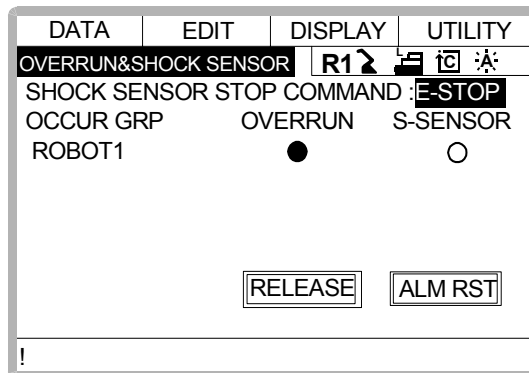 DATA EDIT DISPLAY UTILITY
OVERRUN&SHOCK SENSOR R1 L C A
SHOCK SENSOR STOP COMMAND :E-STOP
OCCUR GRP OVERRUN S-SENSOR
ROBOT1
RELEASE ALM RST
!